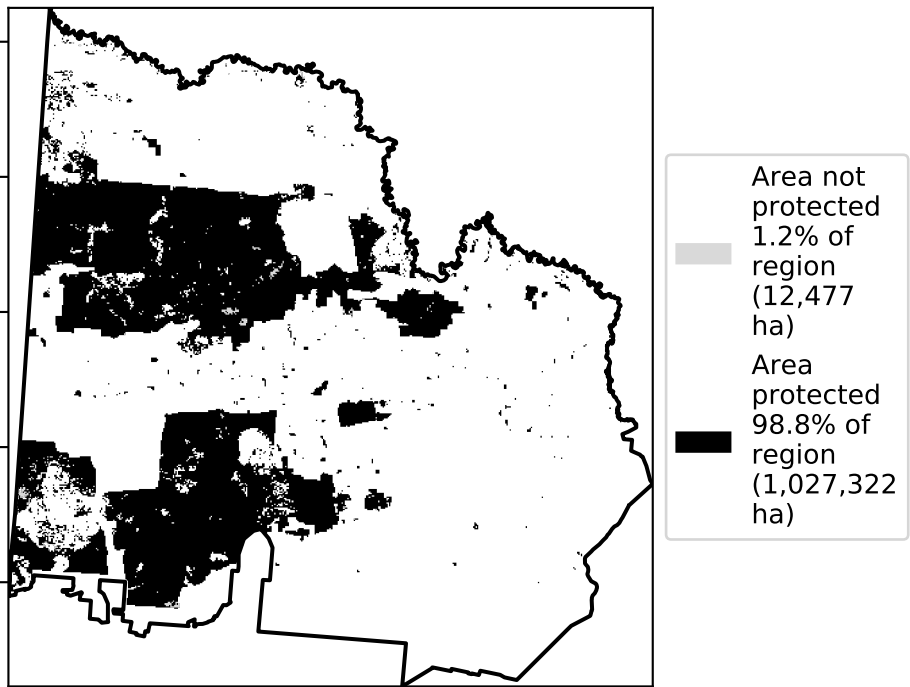 Area not
protected
1.2% of
region
(12,477
ha)
Area
protected
98.8% of
region
(1,027,322
ha)